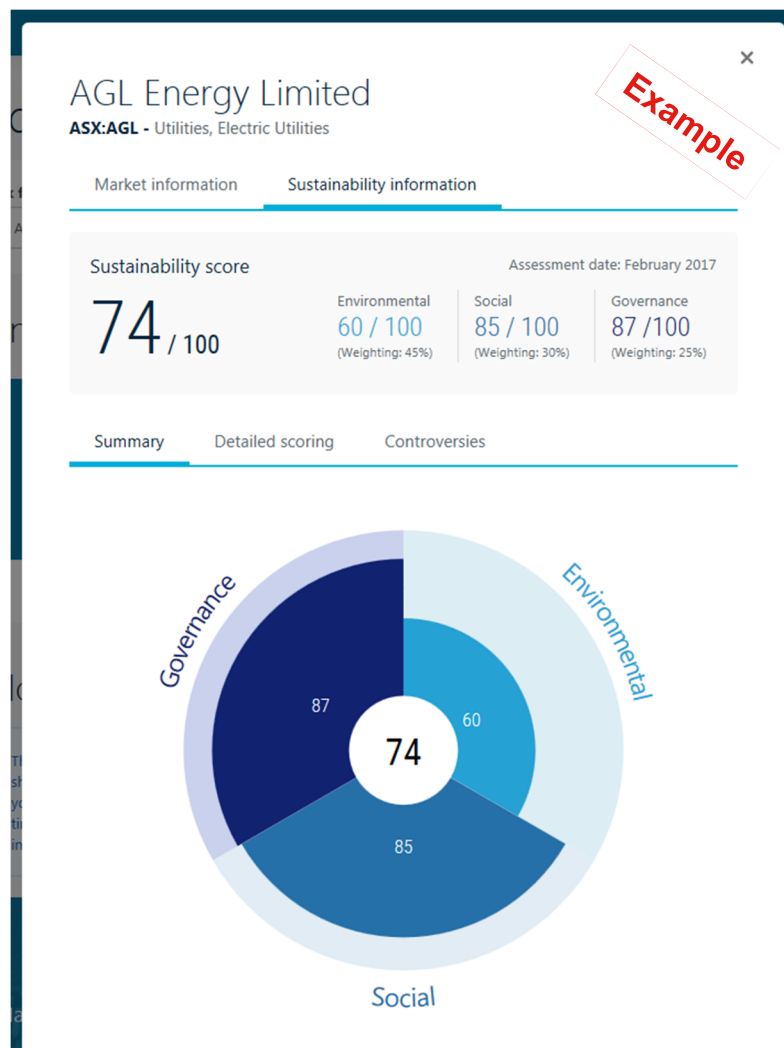 ×
AGL Energy Limited
Example
ASX:AGL - Utilities, Electric Utilities
Market information
Sustainability information
Sustainability score
Assessment date: February 2017
74 / 100
Environmental
60 / 100
(Weighting: 45%)
Social
85 / 100
(Weighting: 30%)
Governance
87 /100
(Weighting: 25%)
Summary
Detailed scoring
Controversies
Governance
Environmental
87
60
74
85
Social